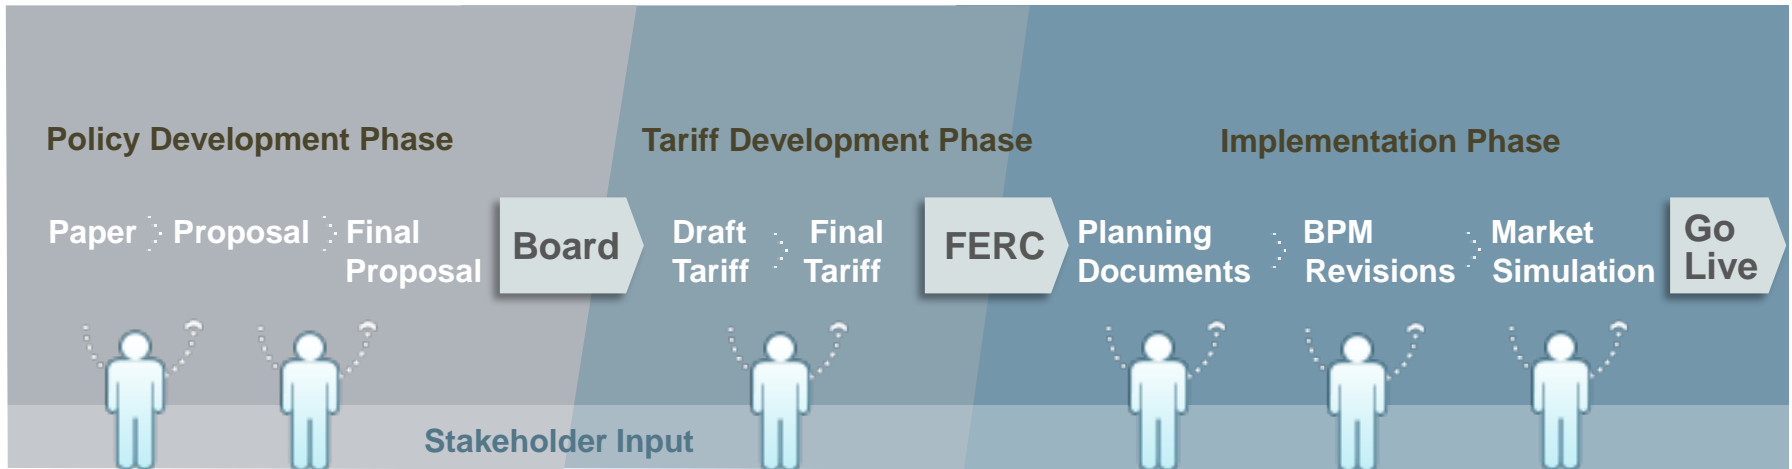 Policy Development Phase
Tariff Development Phase
Implementation Phase
Paper
Proposal
Final
Proposal
Board
Draft
Tariff
Final
Tariff
FERC
Planning
Documents
BPM
Revisions
Market
Simulation
Go
Live
Stakeholder Input